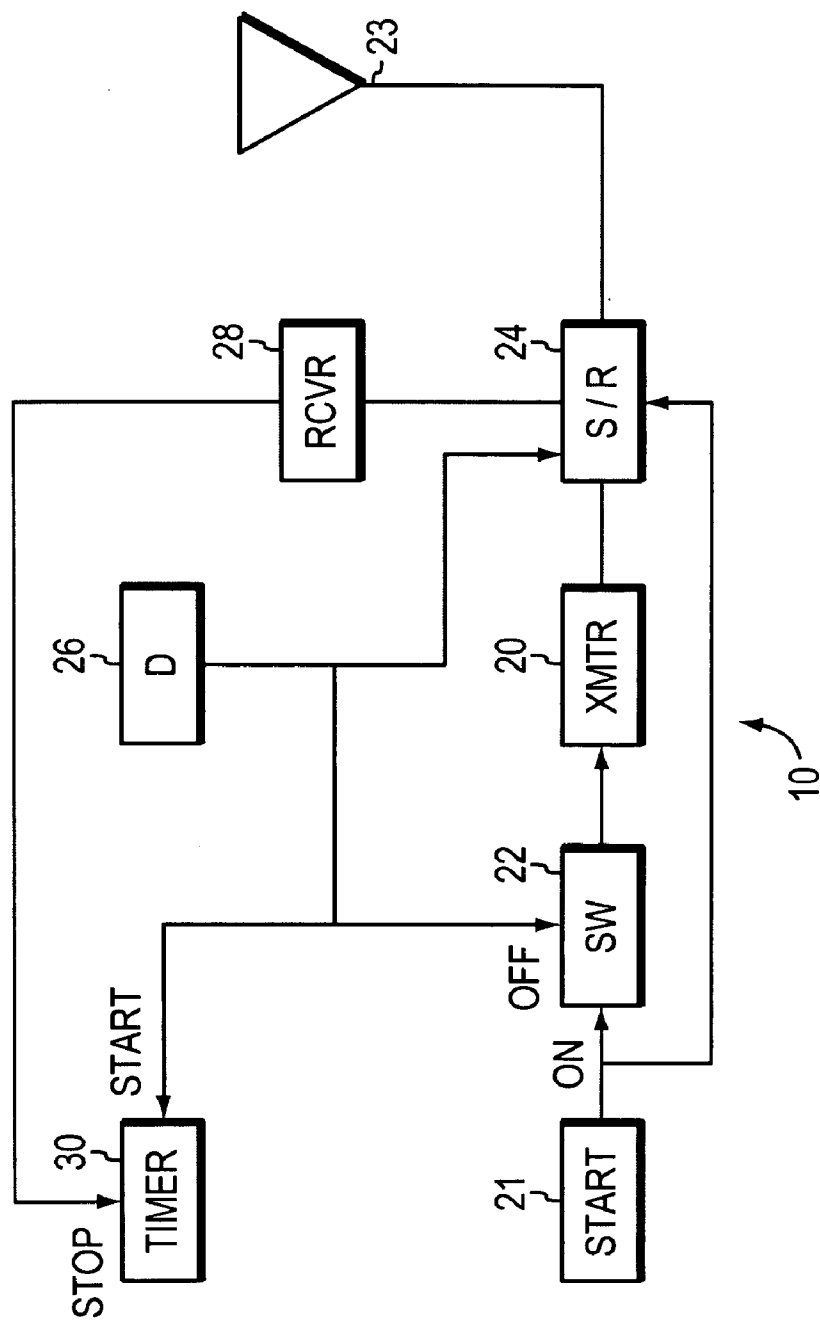 STOP
30
TIMER
START
26
D
28
RCVR
23
21
START
ON
OFF
22
SW
20
XMTR
24
S / R
10